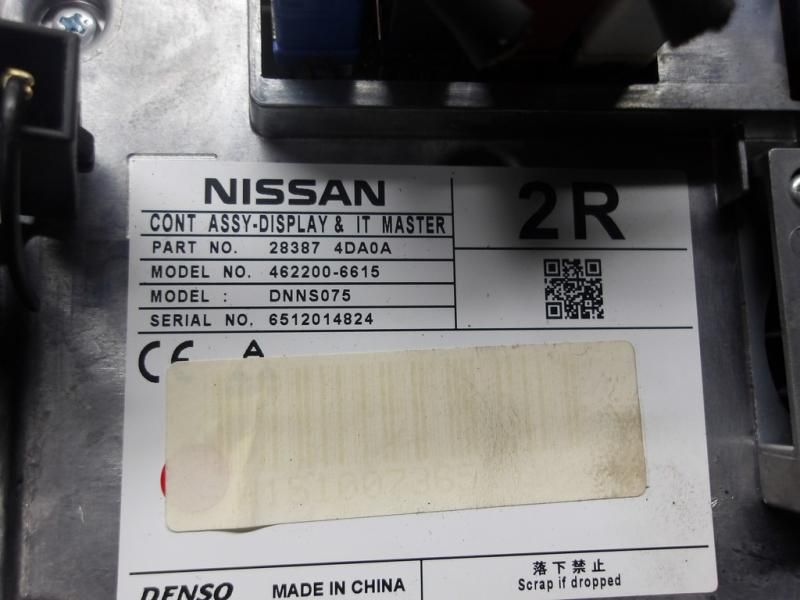 NISSAN
2R
CONT ASSY-DISPLAY & IT MASTER
PART NO. 28387 4DA0A
MODEL NO. 462200-6615
MODEL : DNNS075
SERIAL NO. 6512014824
CE
DENSO
MADE IN CHINA
落下禁止
Scrap if dropped